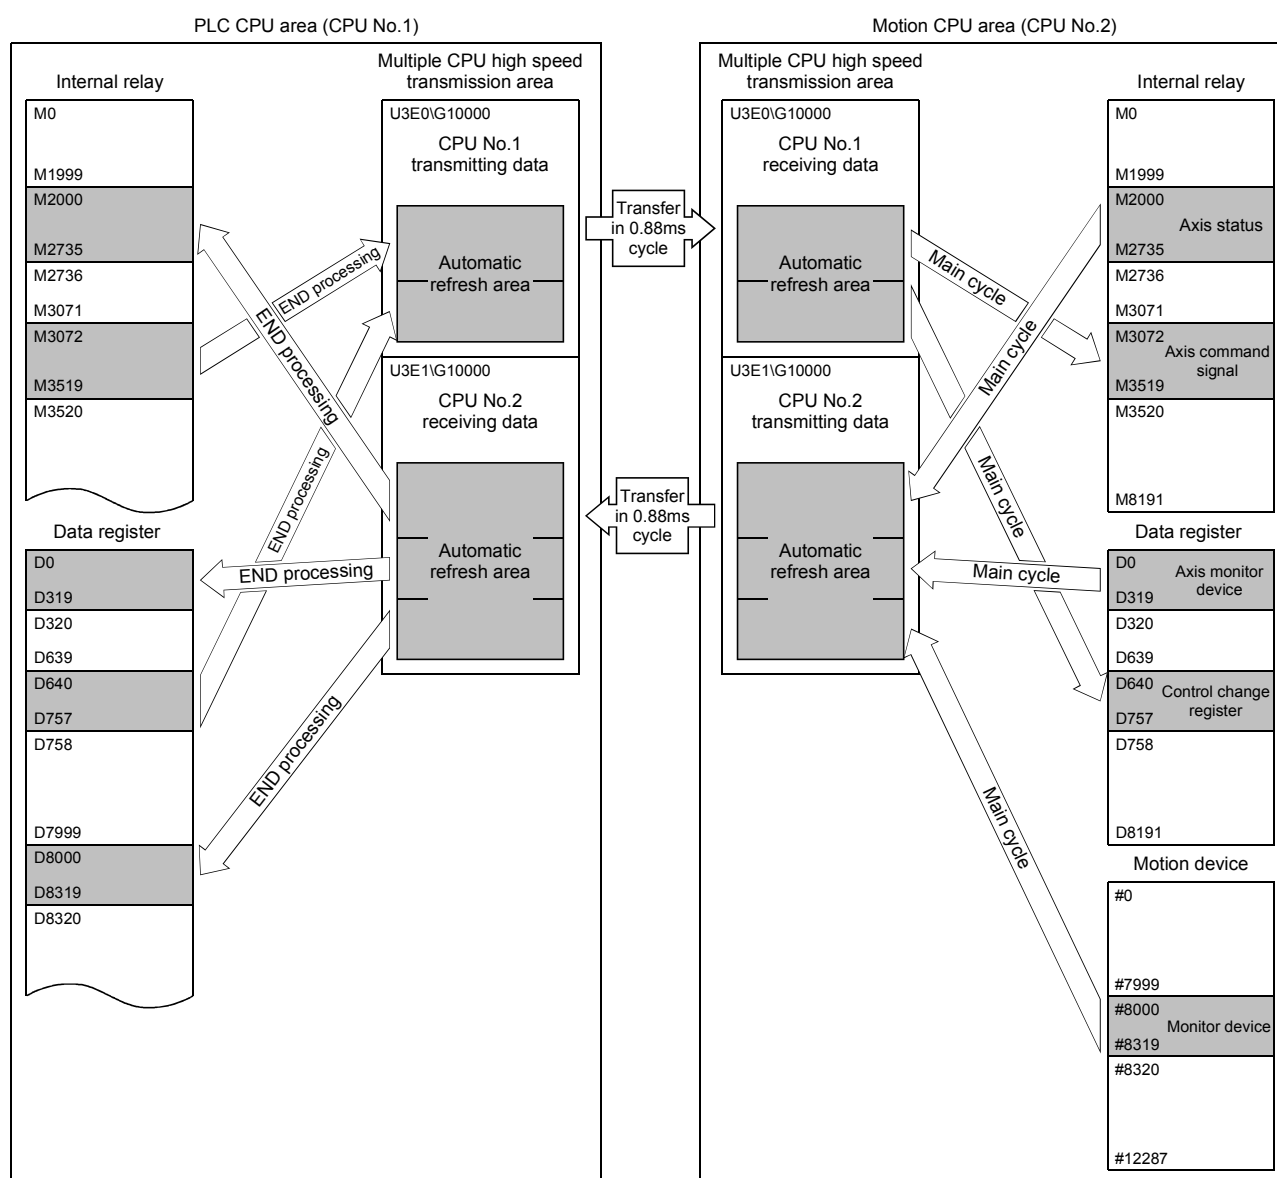 PLC CPU area (CPU No.1)
Internal relay
M0
M1999
M2000
M2735
M2736
M3071
M3072
M3519
M3520
Data register
D0
D319
D320
D639
D640
D757
D758
D7999
D8000
D8319
D8320
END processing
END processing
END processing
END processing
END processing
Multiple CPU high speed
transmission area
U3E0\G10000
CPU No.1
transmitting data
Automatic
refresh area
U3E1\G10000
CPU No.2
receiving data
Automatic
refresh area
Transfer
in 0.88ms
cycle
Transfer
in 0.88ms
cycle
Motion CPU area (CPU No.2)
Multiple CPU high speed
transmission area
U3E0\G10000
CPU No.1
receiving data
Automatic
refresh area
U3E1\G10000
CPU No.2
transmitting data
Automatic
refresh area
Main cycle
Main cycle
Main cycle
Main cycle
Main cycle
Internal relay
M0
M1999
M2000
Axis status
M2735
M2736
M3071
M3072
Axis command
signal
M3519
M3520
M8191
Data register
D0
Axis monitor
device
D319
D320
D639
D640
Control change
register
D757
D758
D8191
Motion device
#0
#7999
#8000
Monitor device
#8319
#8320
#12287